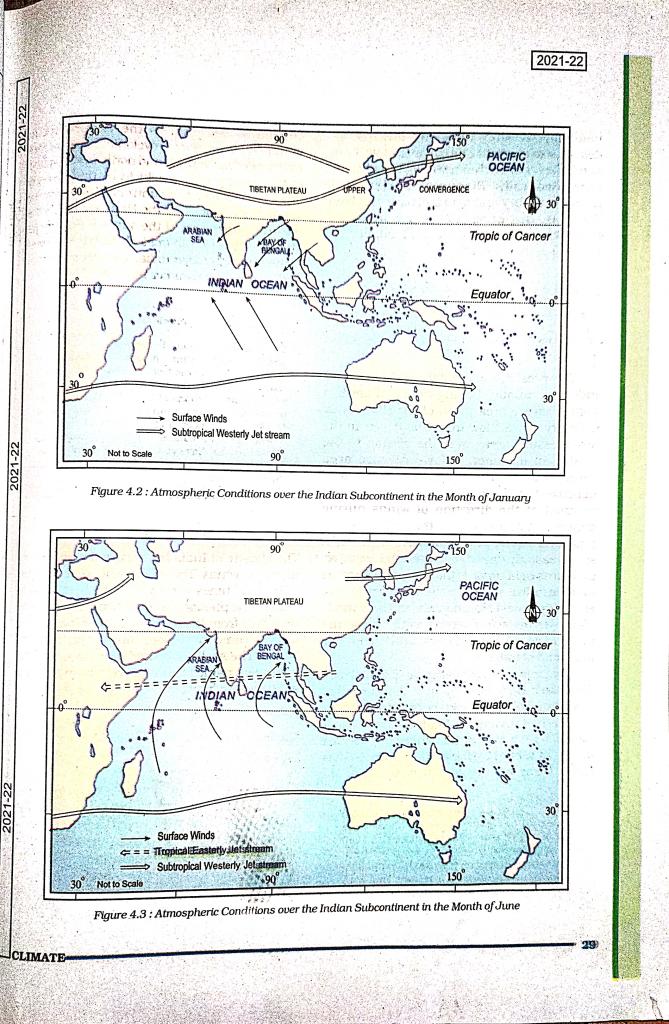 2021-22
2021-22
30°
90°
150°
PACIFIC
OCEAN
30°
TIBETAN PLATEAU
UPPER
CONVERGENCE
N
30°
ARABIAN
SEA
BAY OF
BENGAL
Tropic of Cancer
INDIAN OCEAN
0°
Equator
0°
30°
30°
Surface Winds
Subtropical Westerly Jet stream
30°
Not to Scale
90°
150°
Figure 4.2 : Atmospheric Conditions over the Indian Subcontinent in the Month of January
2021-22
30°
90°
150°
PACIFIC
OCEAN
TIBETAN PLATEAU
N
30°
Tropic of Cancer
ARABIAN
SEA
BAY OF
BENGAL
INDIAN OCEAN
0°
Equator
0°
30°
2021-22
Surface Winds
Tropical Easterly Jet stream
Subtropical Westerly Jet stream
30°
Not to Scale
90°
150°
Figure 4.3 : Atmospheric Conditions over the Indian Subcontinent in the Month of June
CLIMATE
29